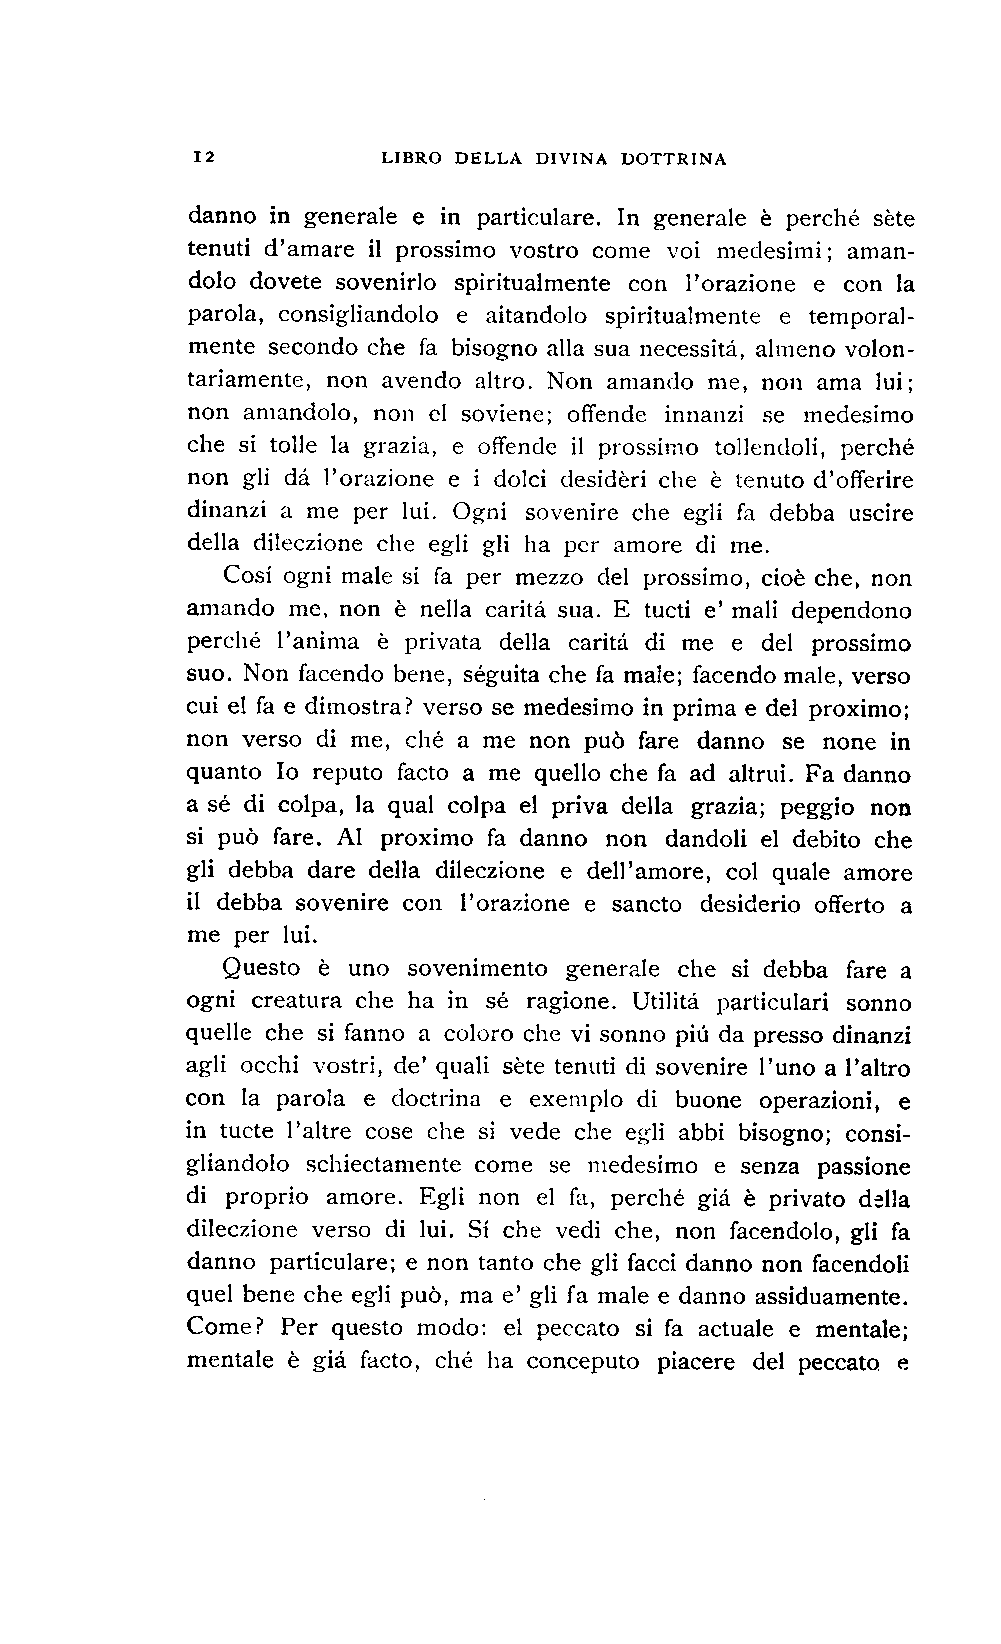 12 LIBRO DELLA DIVINA DOTTRINA
danno in generale e in particulare. In generale è perché sète
tenuti d'amare il prossimo vostro come voi medesimi; aman-
dolo dovete sovenirlo spiritualmente con l'orazione e con la
parola, consigliandolo e aitandolo spiritualmente e temporal-
mente secondo che fa bisogno alla sua necessitá, almeno volon-
tariamente, non avendo altro. Non amando me, non ama lui;
non amandolo, non el soviene; offende innanzi se medesimo
che si tolle la grazia, e offende il prossimo tollendoli, perché
non gli dá l'orazione e i dolci desidèri che è tenuto d'offerire
dinanzi a me per lui. Ogni sovenire che egli fa debba uscire
della dileczione che egli gli ha per amore di me.
Cosí ogni male si fa per mezzo del prossimo, cioè che, non
amando me, non è nella caritá sua. E tucti e' mali dependono
perché l'anima è privata della caritá di me e del prossimo
suo. Non facendo bene, séguita che fa male; facendo male, verso
cui el fa e dimostra? verso se medesimo in prima e del proximo;
non verso di me, ché a me non può fare danno se none in
quanto Io reputo facto a me quello che fa ad altrui. Fa danno
a sé di colpa, la qual colpa el priva della grazia; peggio non
si può fare. Al proximo fa danno non dandoli el debito che
gli debba dare della dileczione e dell'amore, col quale amore
il debba sovenire con l'orazione e sancto desiderio offerto a
me per lui.
Questo è uno sovenimento generale che si debba fare a
ogni creatura che ha in sé ragione. Utilitá particulari sonno
quelle che si fanno a coloro che vi sonno piú da presso dinanzi
agli occhi vostri, de' quali sète tenuti di sovenire l'uno a l'altro
con la parola e doctrina e exemplo di buone operazioni, e
in tucte l'altre cose che si vede che egli abbi bisogno; consi-
gliandolo schiectamente come se medesimo e senza passione
di proprio amore. Egli non el fa, perché giá è privato della
dileczione verso di lui. Sí che vedi che, non facendolo, gli fa
danno particulare; e non tanto che gli facci danno non facendoli
quel bene che egli può, ma e' gli fa male e danno assiduamente.
Come? Per questo modo: el peccato si fa actuale e mentale;
mentale è giá facto, ché ha conceputo piacere del peccato e